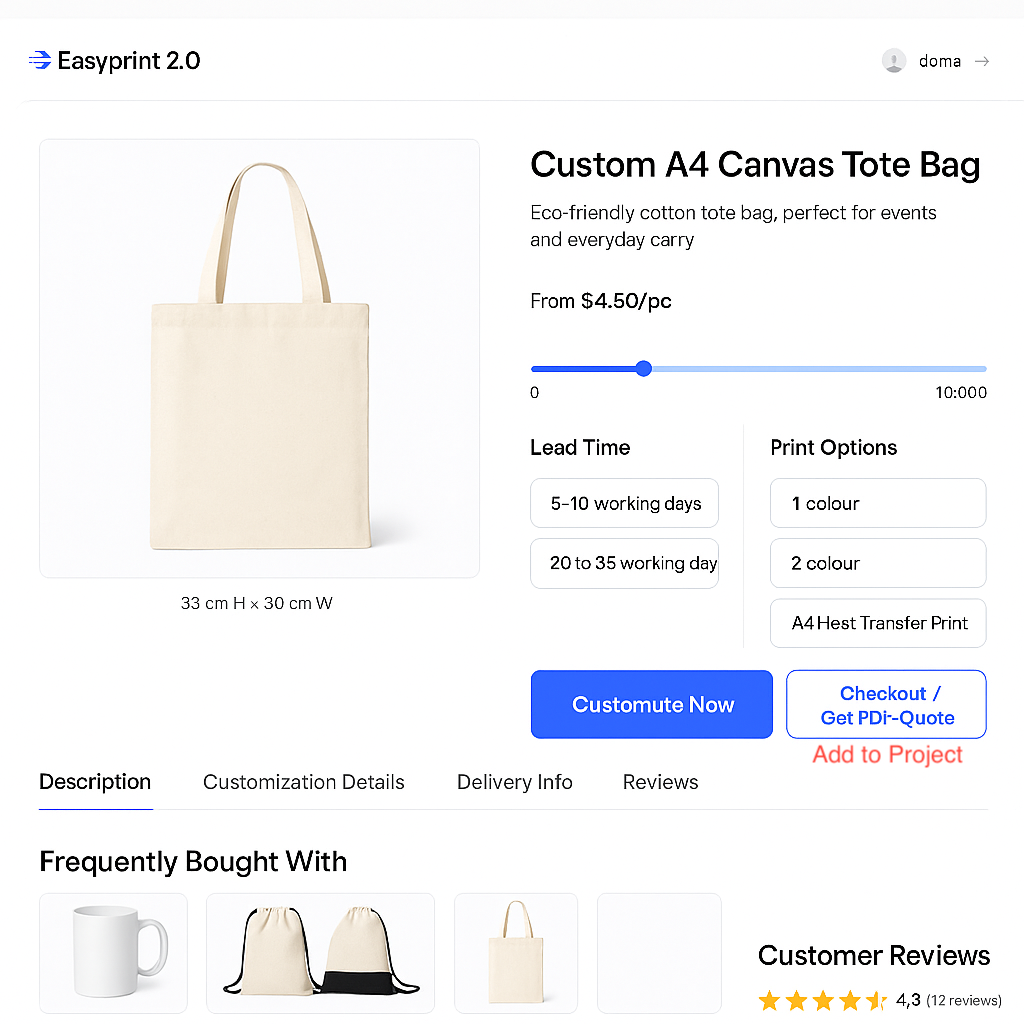 Easyprint 2.0
doma
Custom A4 Canvas Tote Bag
Eco-friendly cotton tote bag, perfect for events
and everyday carry
From $4.50/pc
0
10:000
Lead Time
5-10 working days
20 to 35 working day
Print Options
1 colour
2 colour
A4 Hest Transfer Print
Customute Now
Checkout /
Get PDi-Quote
Add to Project
33 cm H × 30 cm W
Description
Customization Details
Delivery Info
Reviews
Frequently Bought With
Customer Reviews
4,3 (12 reviews)